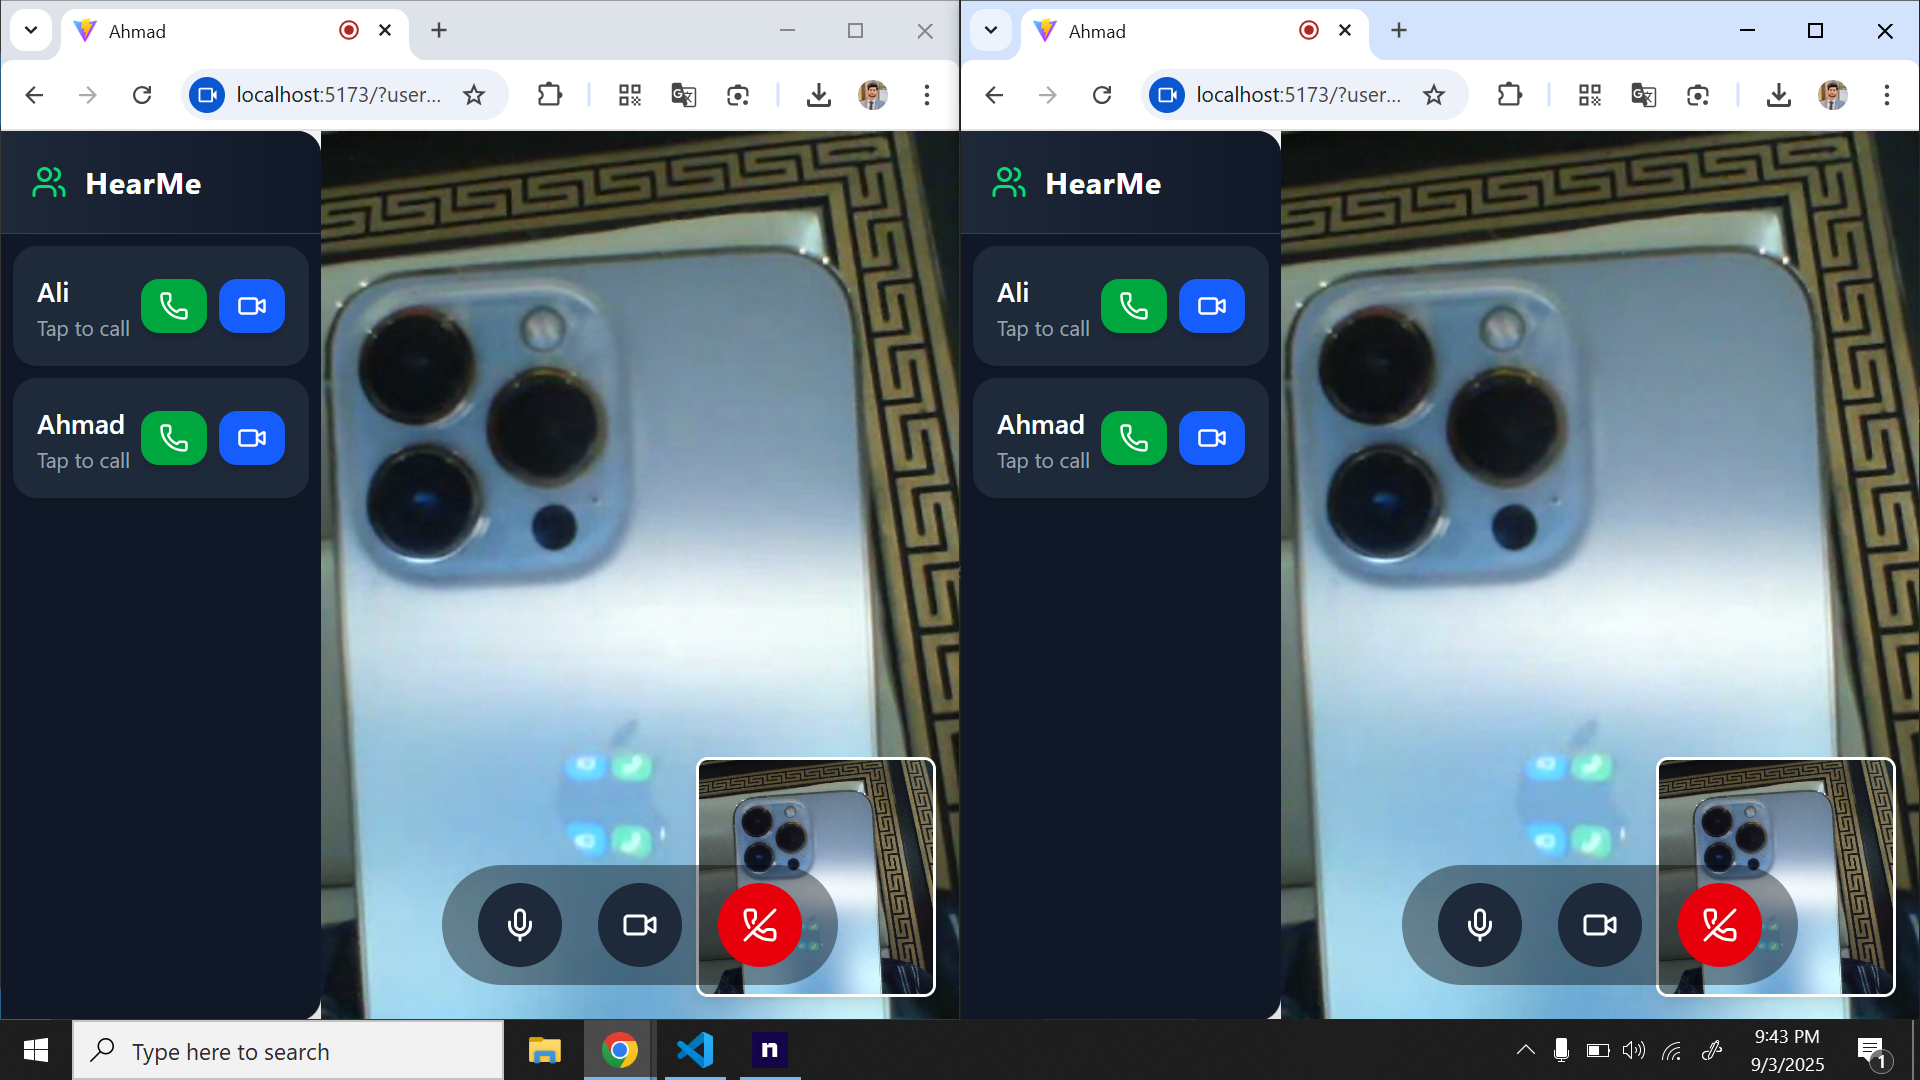 Ahmad
localhost:5173/?user...
HearMe
Ali
Tap to call
Ahmad
Tap to call
Ahmad
localhost:5173/?user...
HearMe
Ali
Tap to call
Ahmad
Tap to call
Type here to search
n
9:43 PM
9/3/2025
1